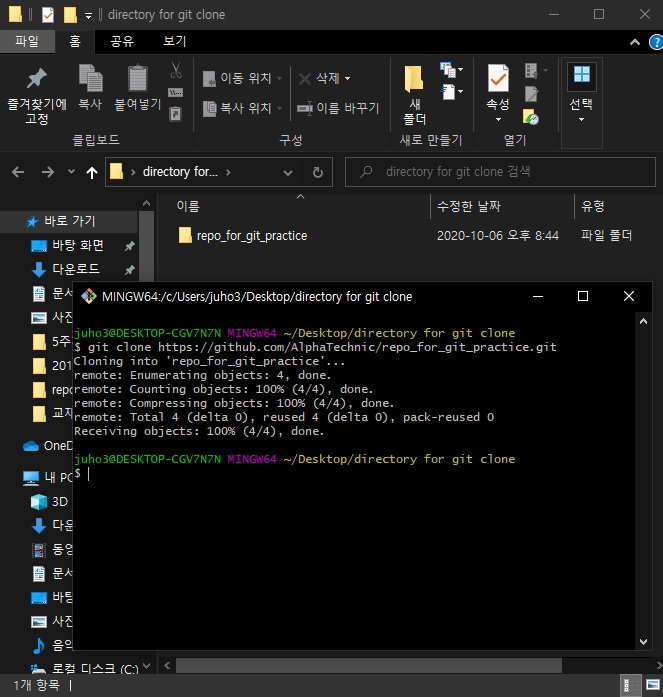 directory for git clone
파일 홈 공유 보기
즐겨찾기에 고정
복사
붙여넣기
이동 위치
복사 위치
삭제
이름 바꾸기
새 폴더
속성
선택
클립보드 구성 새로 만들기 열기
directory for...
directory for git clone 검색
이름 수정한 날짜 유형
repo_for_git_practice 2020-10-06 오후 8:44 파일 폴더
바로 가기
바탕 화면
다운로드
문서
사진
5주
201
repo
교재
OneD
내 PC
3D
다운
동영
문서
바탕
사진
음악
로컬 디스크 (C:)
1개 항목
MINGW64:/c/Users/juho3/Desktop/directory for git clone
juho3@DESKTOP-CGV7N7N MINGW64 ~/Desktop/directory for git clone
$ git clone https://github.com/AlphaTechnic/repo_for_git_practice.git
Cloning into 'repo_for_git_practice'...
remote: Enumerating objects: 4, done.
remote: Counting objects: 100% (4/4), done.
remote: Compressing objects: 100% (4/4), done.
remote: Total 4 (delta 0), reused 4 (delta 0), pack-reused 0
Receiving objects: 100% (4/4), done.
juho3@DESKTOP-CGV7N7N MINGW64 ~/Desktop/directory for git clone
$